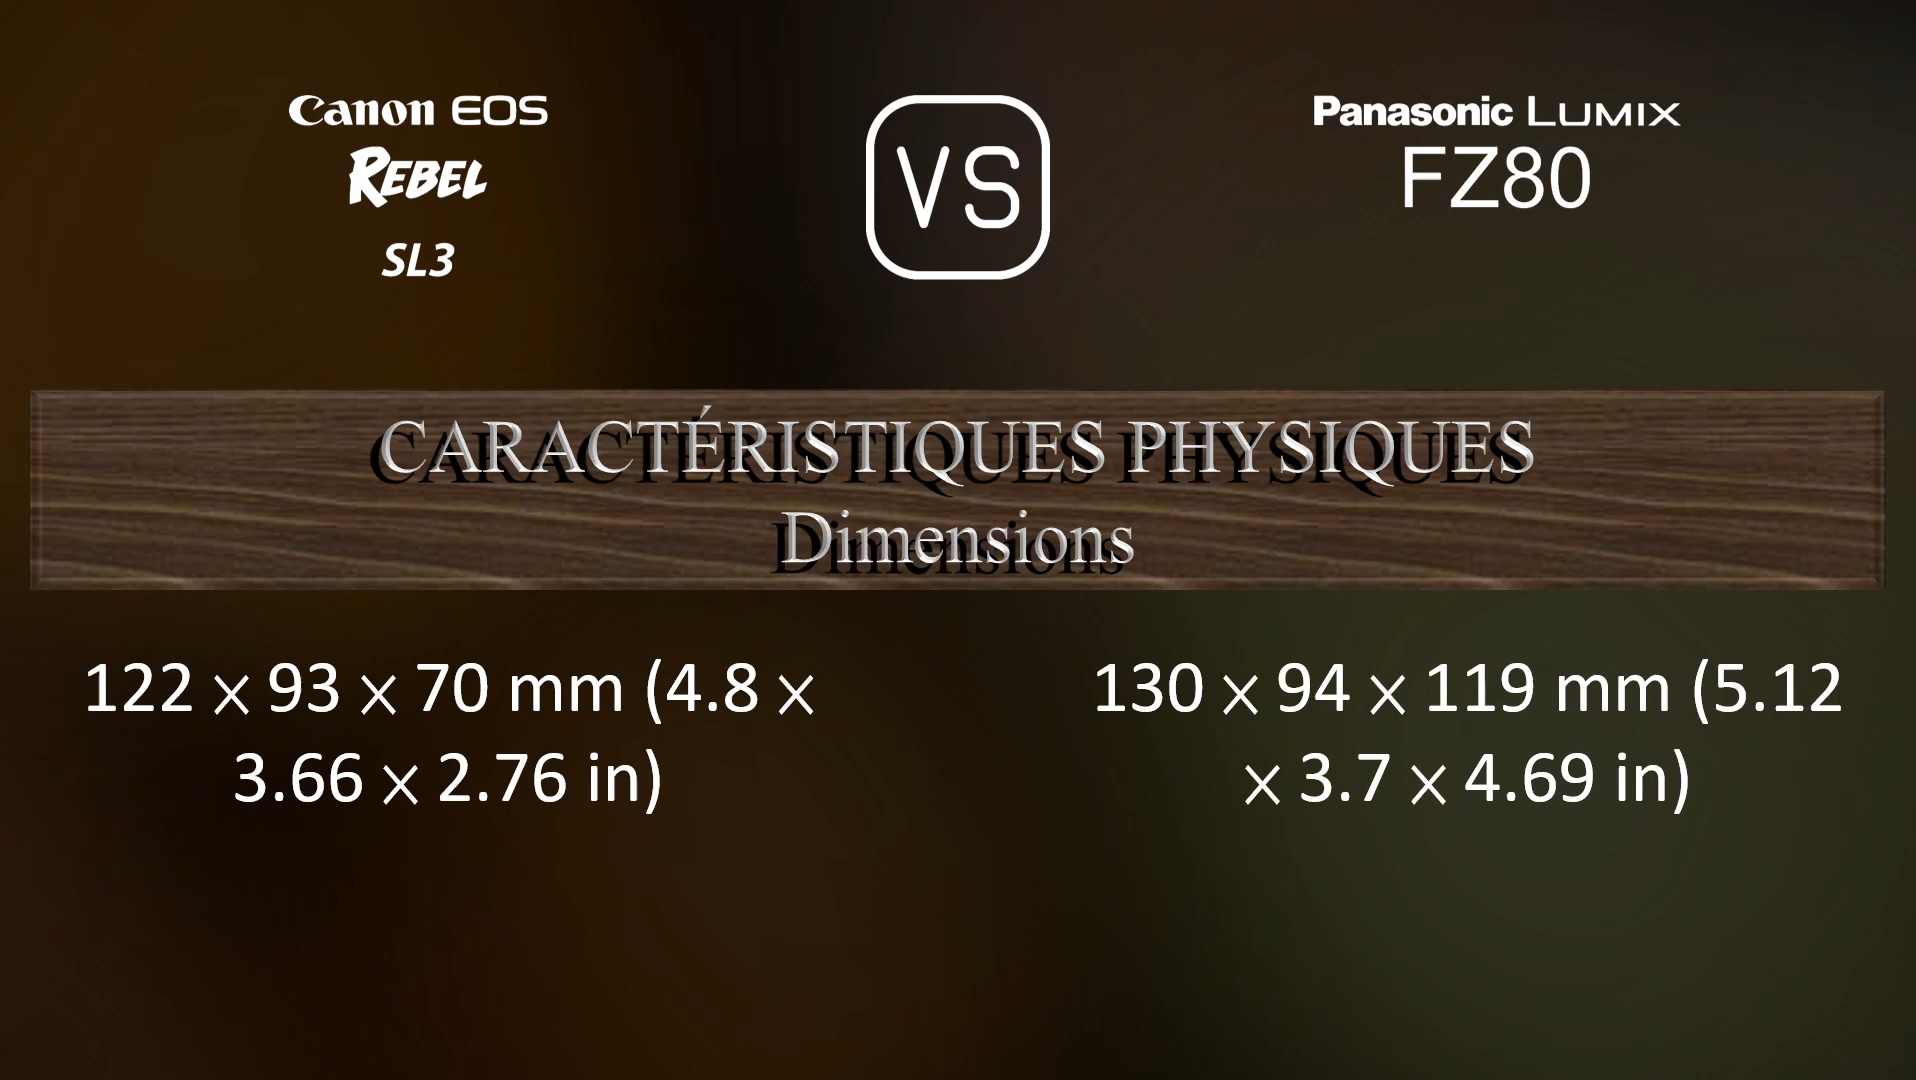 Canon EOS
REBEL
SL3
VS
Panasonic LUMIX
FZ80
CARACTÉRISTIQUES PHYSIQUES
Dimensions
122 x 93 x 70 mm (4.8 x
3.66 x 2.76 in)
130 x 94 x 119 mm (5.12
x 3.7 x 4.69 in)